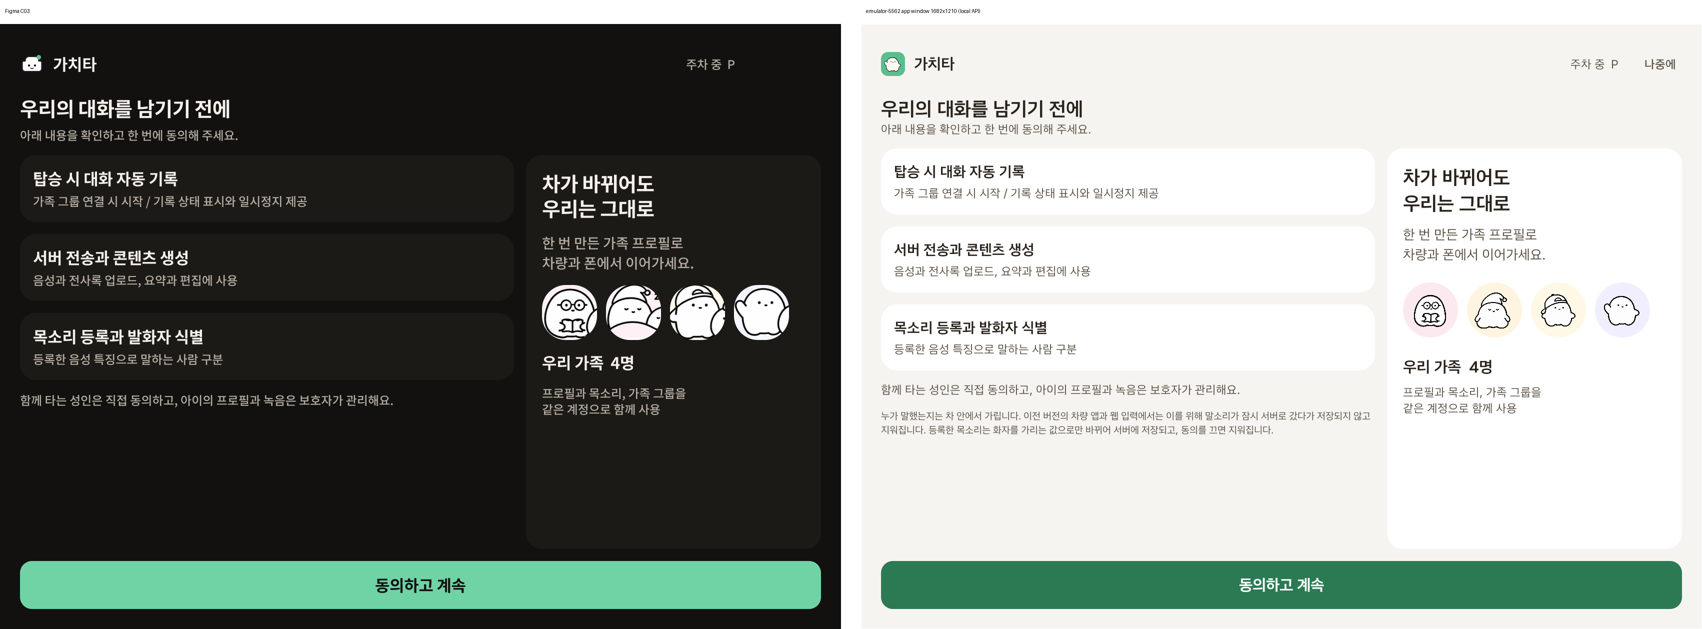 Figma C03
가치타
주차 중 P
우리의 대화를 남기기 전에
아래 내용을 확인하고 한 번에 동의해 주세요.
탑승 시 대화 자동 기록
가족 그룹 연결 시 시작 / 기록 상태 표시와 일시정지 제공
서버 전송과 콘텐츠 생성
음성과 전사록 업로드, 요약과 편집에 사용
목소리 등록과 발화자 식별
등록한 음성 특징으로 말하는 사람 구분
함께 타는 성인은 직접 동의하고, 아이의 프로필과 녹음은 보호자가 관리해요.
차가 바뀌어도
우리는 그대로
한 번 만든 가족 프로필로
차량과 폰에서 이어가세요.
우리 가족 4명
프로필과 목소리, 가족 그룹을
같은 계정으로 함께 사용
동의하고 계속
emulator-5562 app window 1682x1210 (local API)
가치타
주차 중 P
나중에
우리의 대화를 남기기 전에
아래 내용을 확인하고 한 번에 동의해 주세요.
탑승 시 대화 자동 기록
가족 그룹 연결 시 시작 / 기록 상태 표시와 일시정지 제공
서버 전송과 콘텐츠 생성
음성과 전사록 업로드, 요약과 편집에 사용
목소리 등록과 발화자 식별
등록한 음성 특징으로 말하는 사람 구분
함께 타는 성인은 직접 동의하고, 아이의 프로필과 녹음은 보호자가 관리해요.
누가 말했는지는 차 안에서 가립니다. 이전 버전의 차량 앱과 웹 입력에서는 이를 위해 말소리가 잠시 서버로 갔다가 저장되지 않고
지워집니다. 등록한 목소리는 화자를 가리는 값으로만 바뀌어 서버에 저장되고, 동의를 끄면 지워집니다.
차가 바뀌어도
우리는 그대로
한 번 만든 가족 프로필로
차량과 폰에서 이어가세요.
우리 가족 4명
프로필과 목소리, 가족 그룹을
같은 계정으로 함께 사용
동의하고 계속